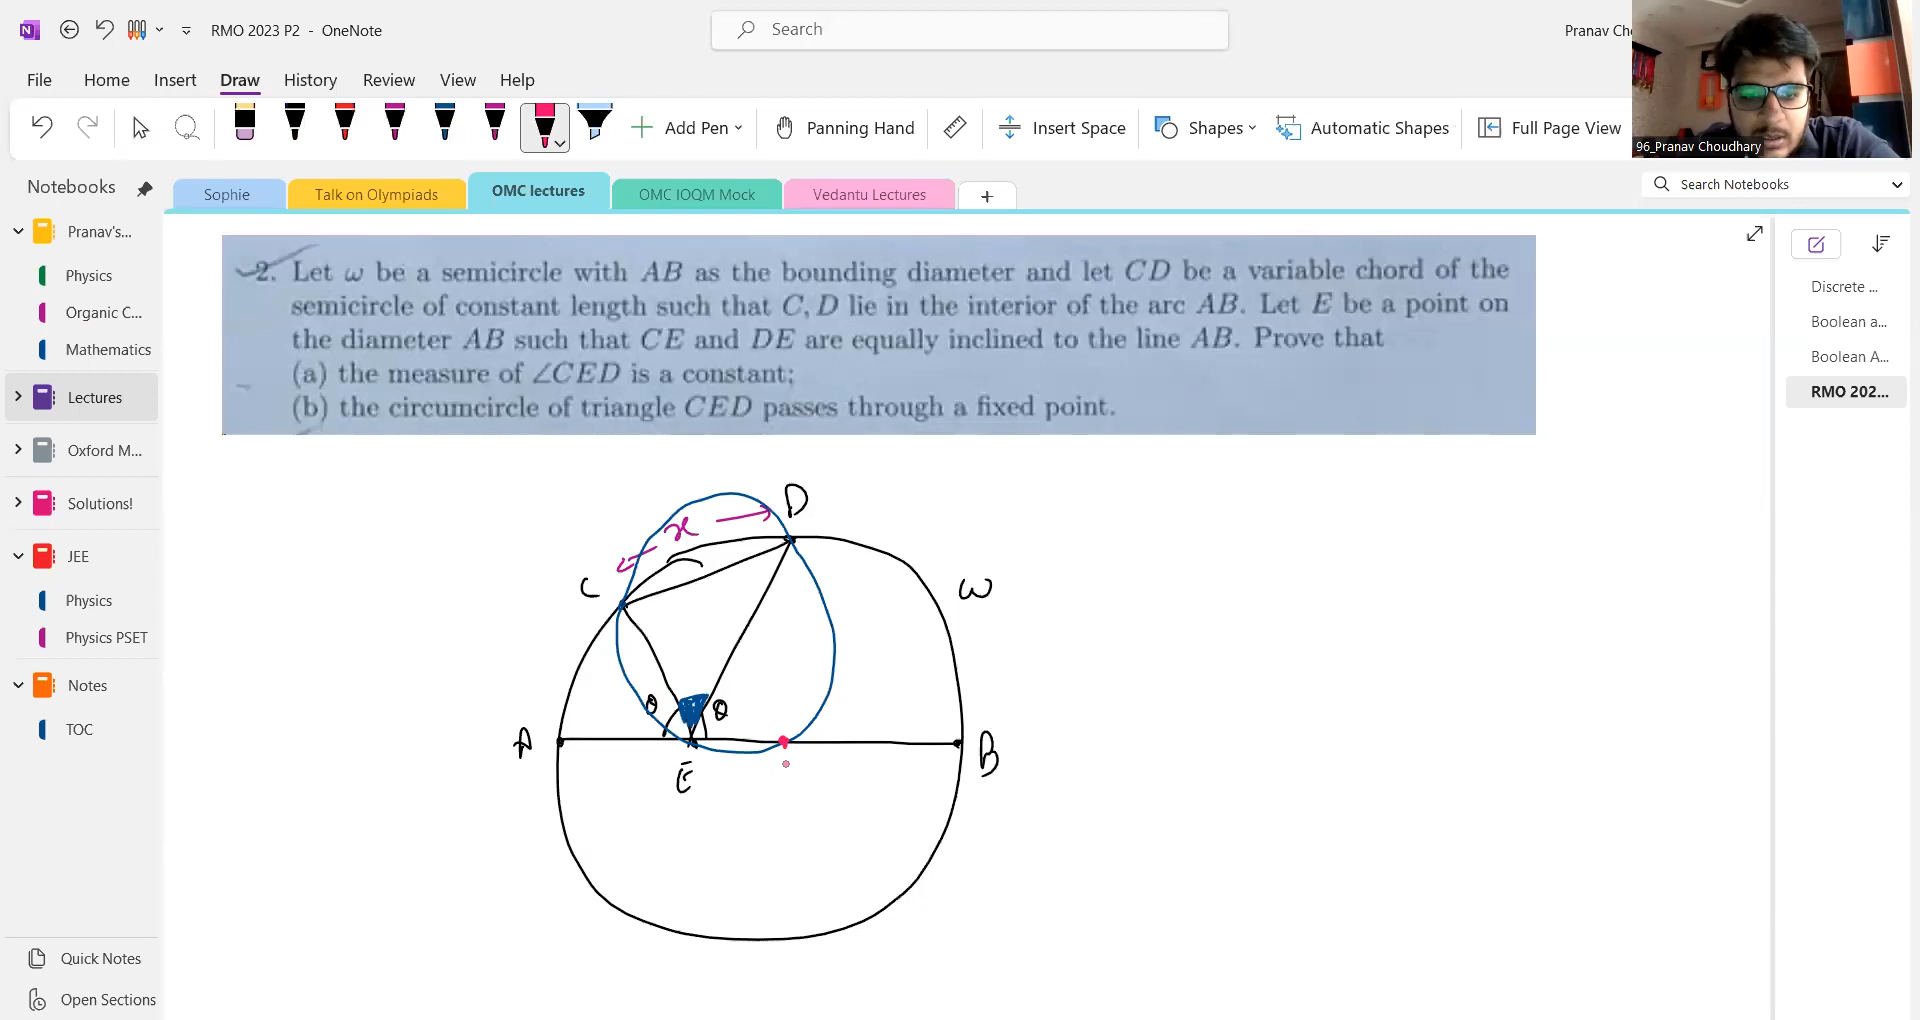 RMO 2023 P2 - OneNote
Search
Pranav Cho
File Home Insert Draw History Review View Help
Add Pen
Panning Hand
Insert Space
Shapes
Automatic Shapes
Full Page View
96_Pranav Choudhary
Notebooks
Sophie
Talk on Olympiads
OMC lectures
OMC IOQM Mock
Vedantu Lectures
+
Search Notebooks
Pranav's...
Physics
Organic C...
Mathematics
Lectures
Oxford M...
Solutions!
JEE
Physics
Physics PSET
Notes
TOC
Quick Notes
Open Sections
2. Let ω be a semicircle with AB as the bounding diameter and let CD be a variable chord of the
semicircle of constant length such that C, D lie in the interior of the arc AB. Let E be a point on
the diameter AB such that CE and DE are equally inclined to the line AB. Prove that
(a) the measure of ∠CED is a constant;
(b) the circumcircle of triangle CED passes through a fixed point.
D
x
C
ω
θ θ
A
B
E
Discrete ...
Boolean a...
Boolean A...
RMO 202...